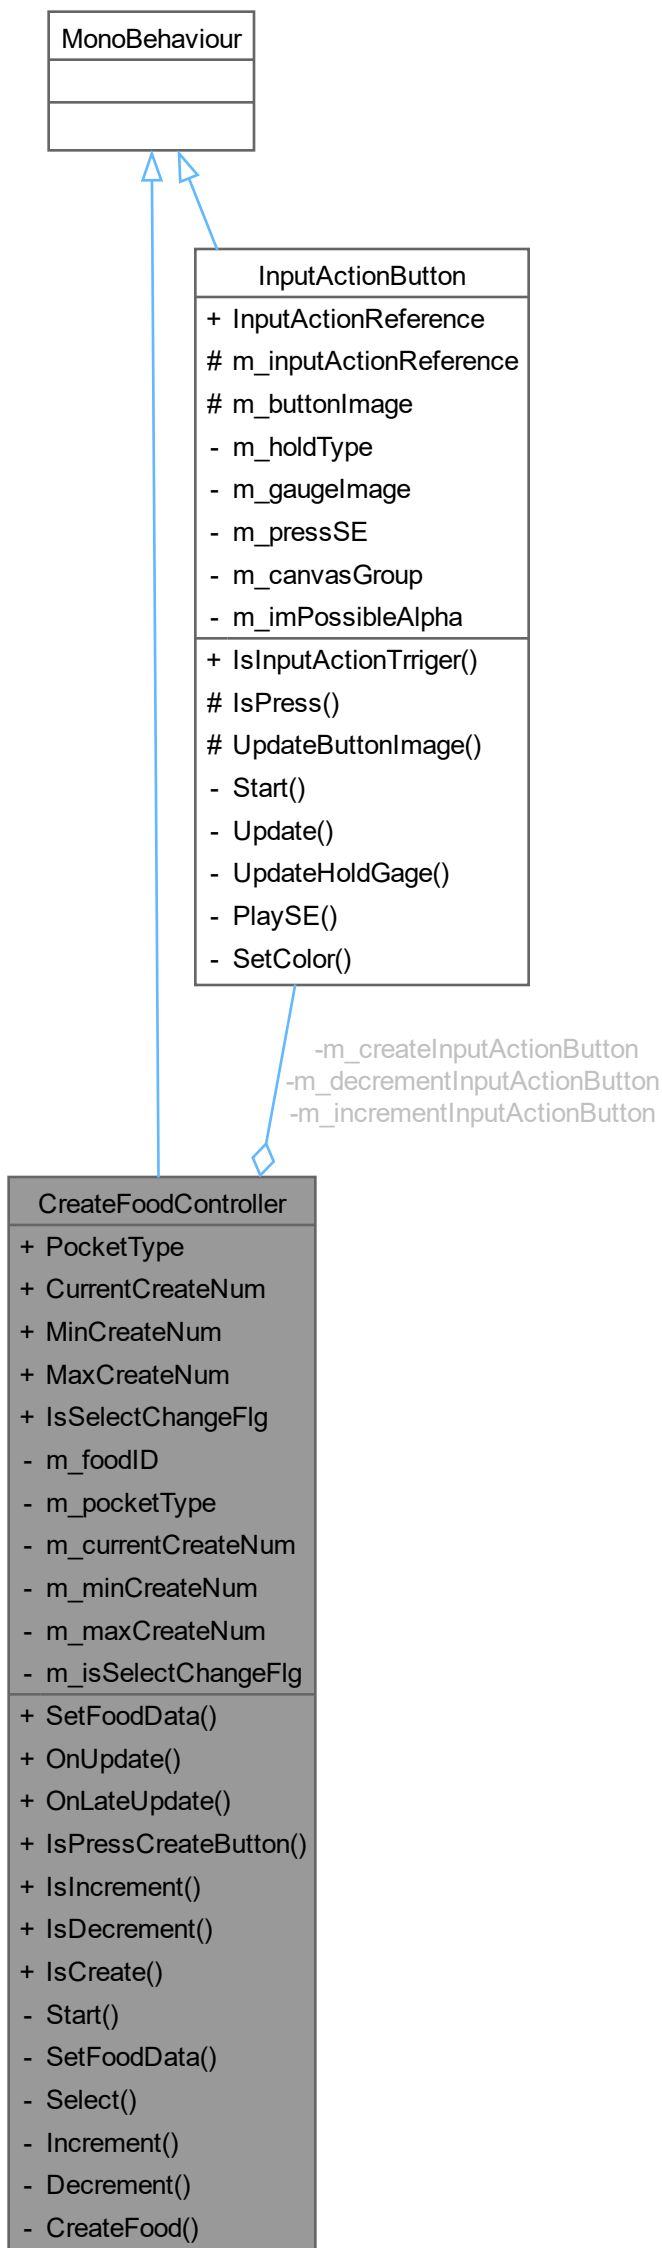 MonoBehaviour
InputActionButton
+ InputActionReference
# m_inputActionReference
# m_buttonImage
- m_holdType
- m_gaugeImage
- m_pressSE
- m_canvasGroup
- m_imPossibleAlpha
+ IsInputActionTrriger()
# IsPress()
# UpdateButtonImage()
- Start()
- Update()
- UpdateHoldGage()
- PlaySE()
- SetColor()
-m_createInputActionButton
-m_decrementInputActionButton
-m_incrementInputActionButton
CreateFoodController
+ PocketType
+ CurrentCreateNum
+ MinCreateNum
+ MaxCreateNum
+ IsSelectChangeFlg
- m_foodID
- m_pocketType
- m_currentCreateNum
- m_minCreateNum
- m_maxCreateNum
- m_isSelectChangeFlg
+ SetFoodData()
+ OnUpdate()
+ OnLateUpdate()
+ IsPressCreateButton()
+ IsIncrement()
+ IsDecrement()
+ IsCreate()
- Start()
- SetFoodData()
- Select()
- Increment()
- Decrement()
- CreateFood()